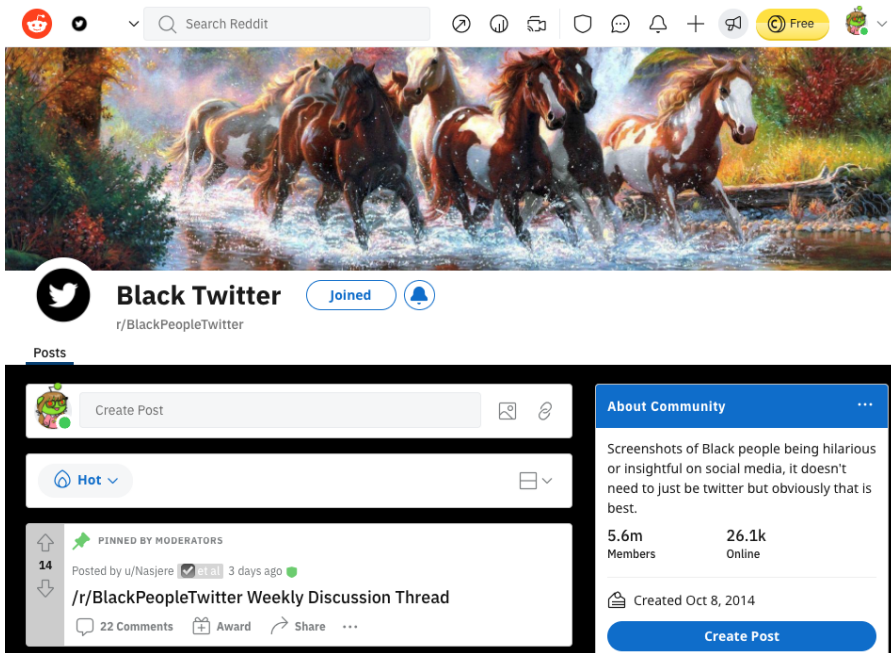 Search Reddit
Free
Black Twitter
Joined
r/BlackPeopleTwitter
Posts
Create Post
Hot
PINNED BY MODERATORS
14
Posted by u/Nasjere ✓ et al 3 days ago
/r/BlackPeopleTwitter Weekly Discussion Thread
22 Comments Award Share
About Community
Screenshots of Black people being hilarious
or insightful on social media, it doesn't
need to just be twitter but obviously that is
best.
5.6m 26.1k
Members Online
Created Oct 8, 2014
Create Post